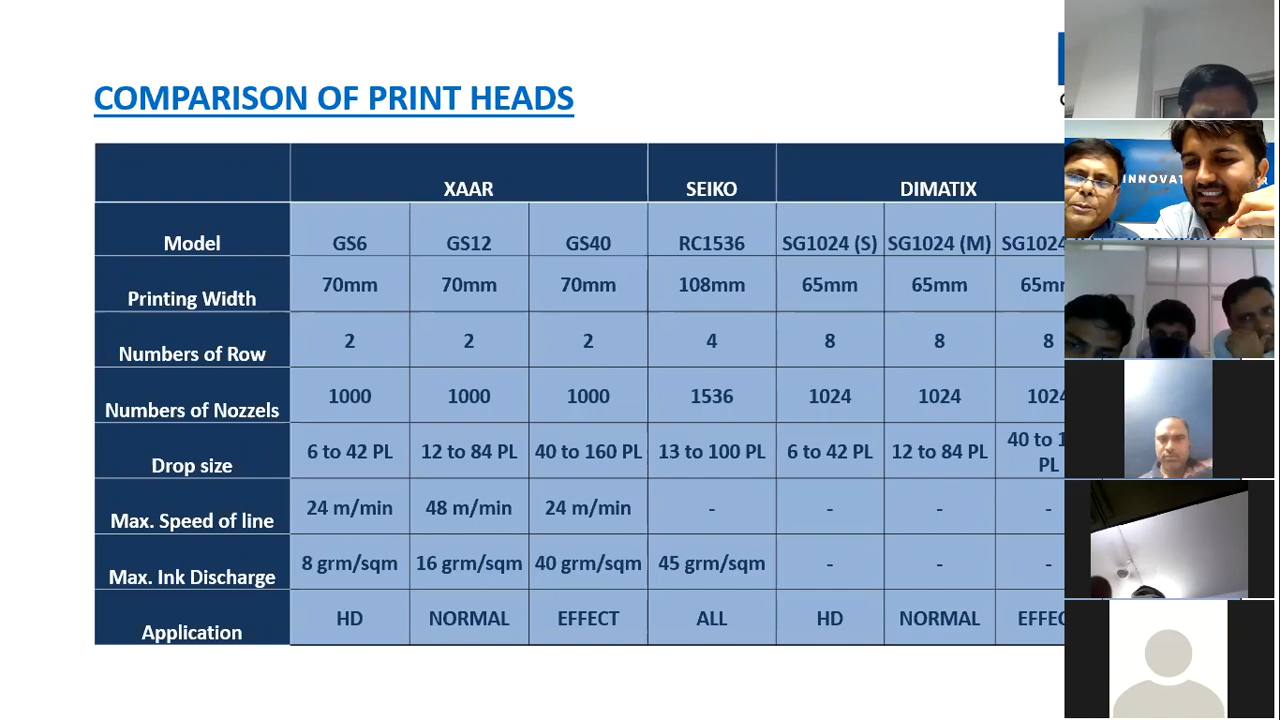 COMPARISON OF PRINT HEADS
XAAR SEIKO DIMATIX
Model GS6 GS12 GS40 RC1536 SG1024 (S) SG1024 (M) SG1024
Printing Width 70mm 70mm 70mm 108mm 65mm 65mm 65mm
Numbers of Row 2 2 2 4 8 8 8
Numbers of Nozzels 1000 1000 1000 1536 1024 1024 1024
Drop size 6 to 42 PL 12 to 84 PL 40 to 160 PL 13 to 100 PL 6 to 42 PL 12 to 84 PL 40 to
PL
Max. Speed of line 24 m/min 48 m/min 24 m/min - - - -
Max. Ink Discharge 8 grm/sqm 16 grm/sqm 40 grm/sqm 45 grm/sqm - - -
Application HD NORMAL EFFECT ALL HD NORMAL